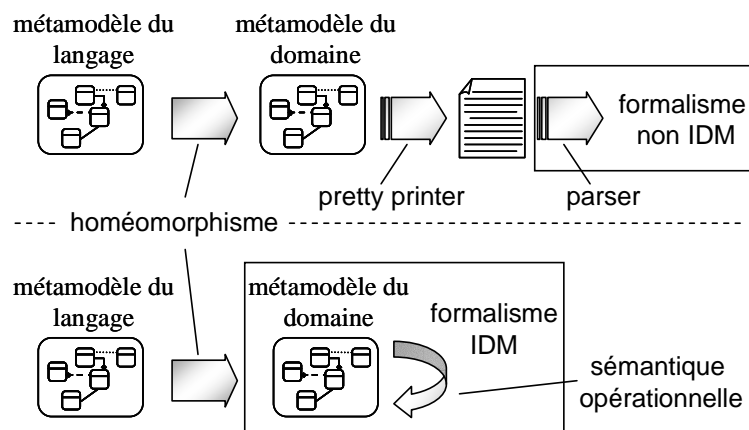 métamodèle du
langage
métamodèle du
domaine
formalisme
non IDM
pretty printer
parser
homéomorphisme
métamodèle du
langage
métamodèle du
domaine
formalisme
IDM
sémantique
opérationnelle